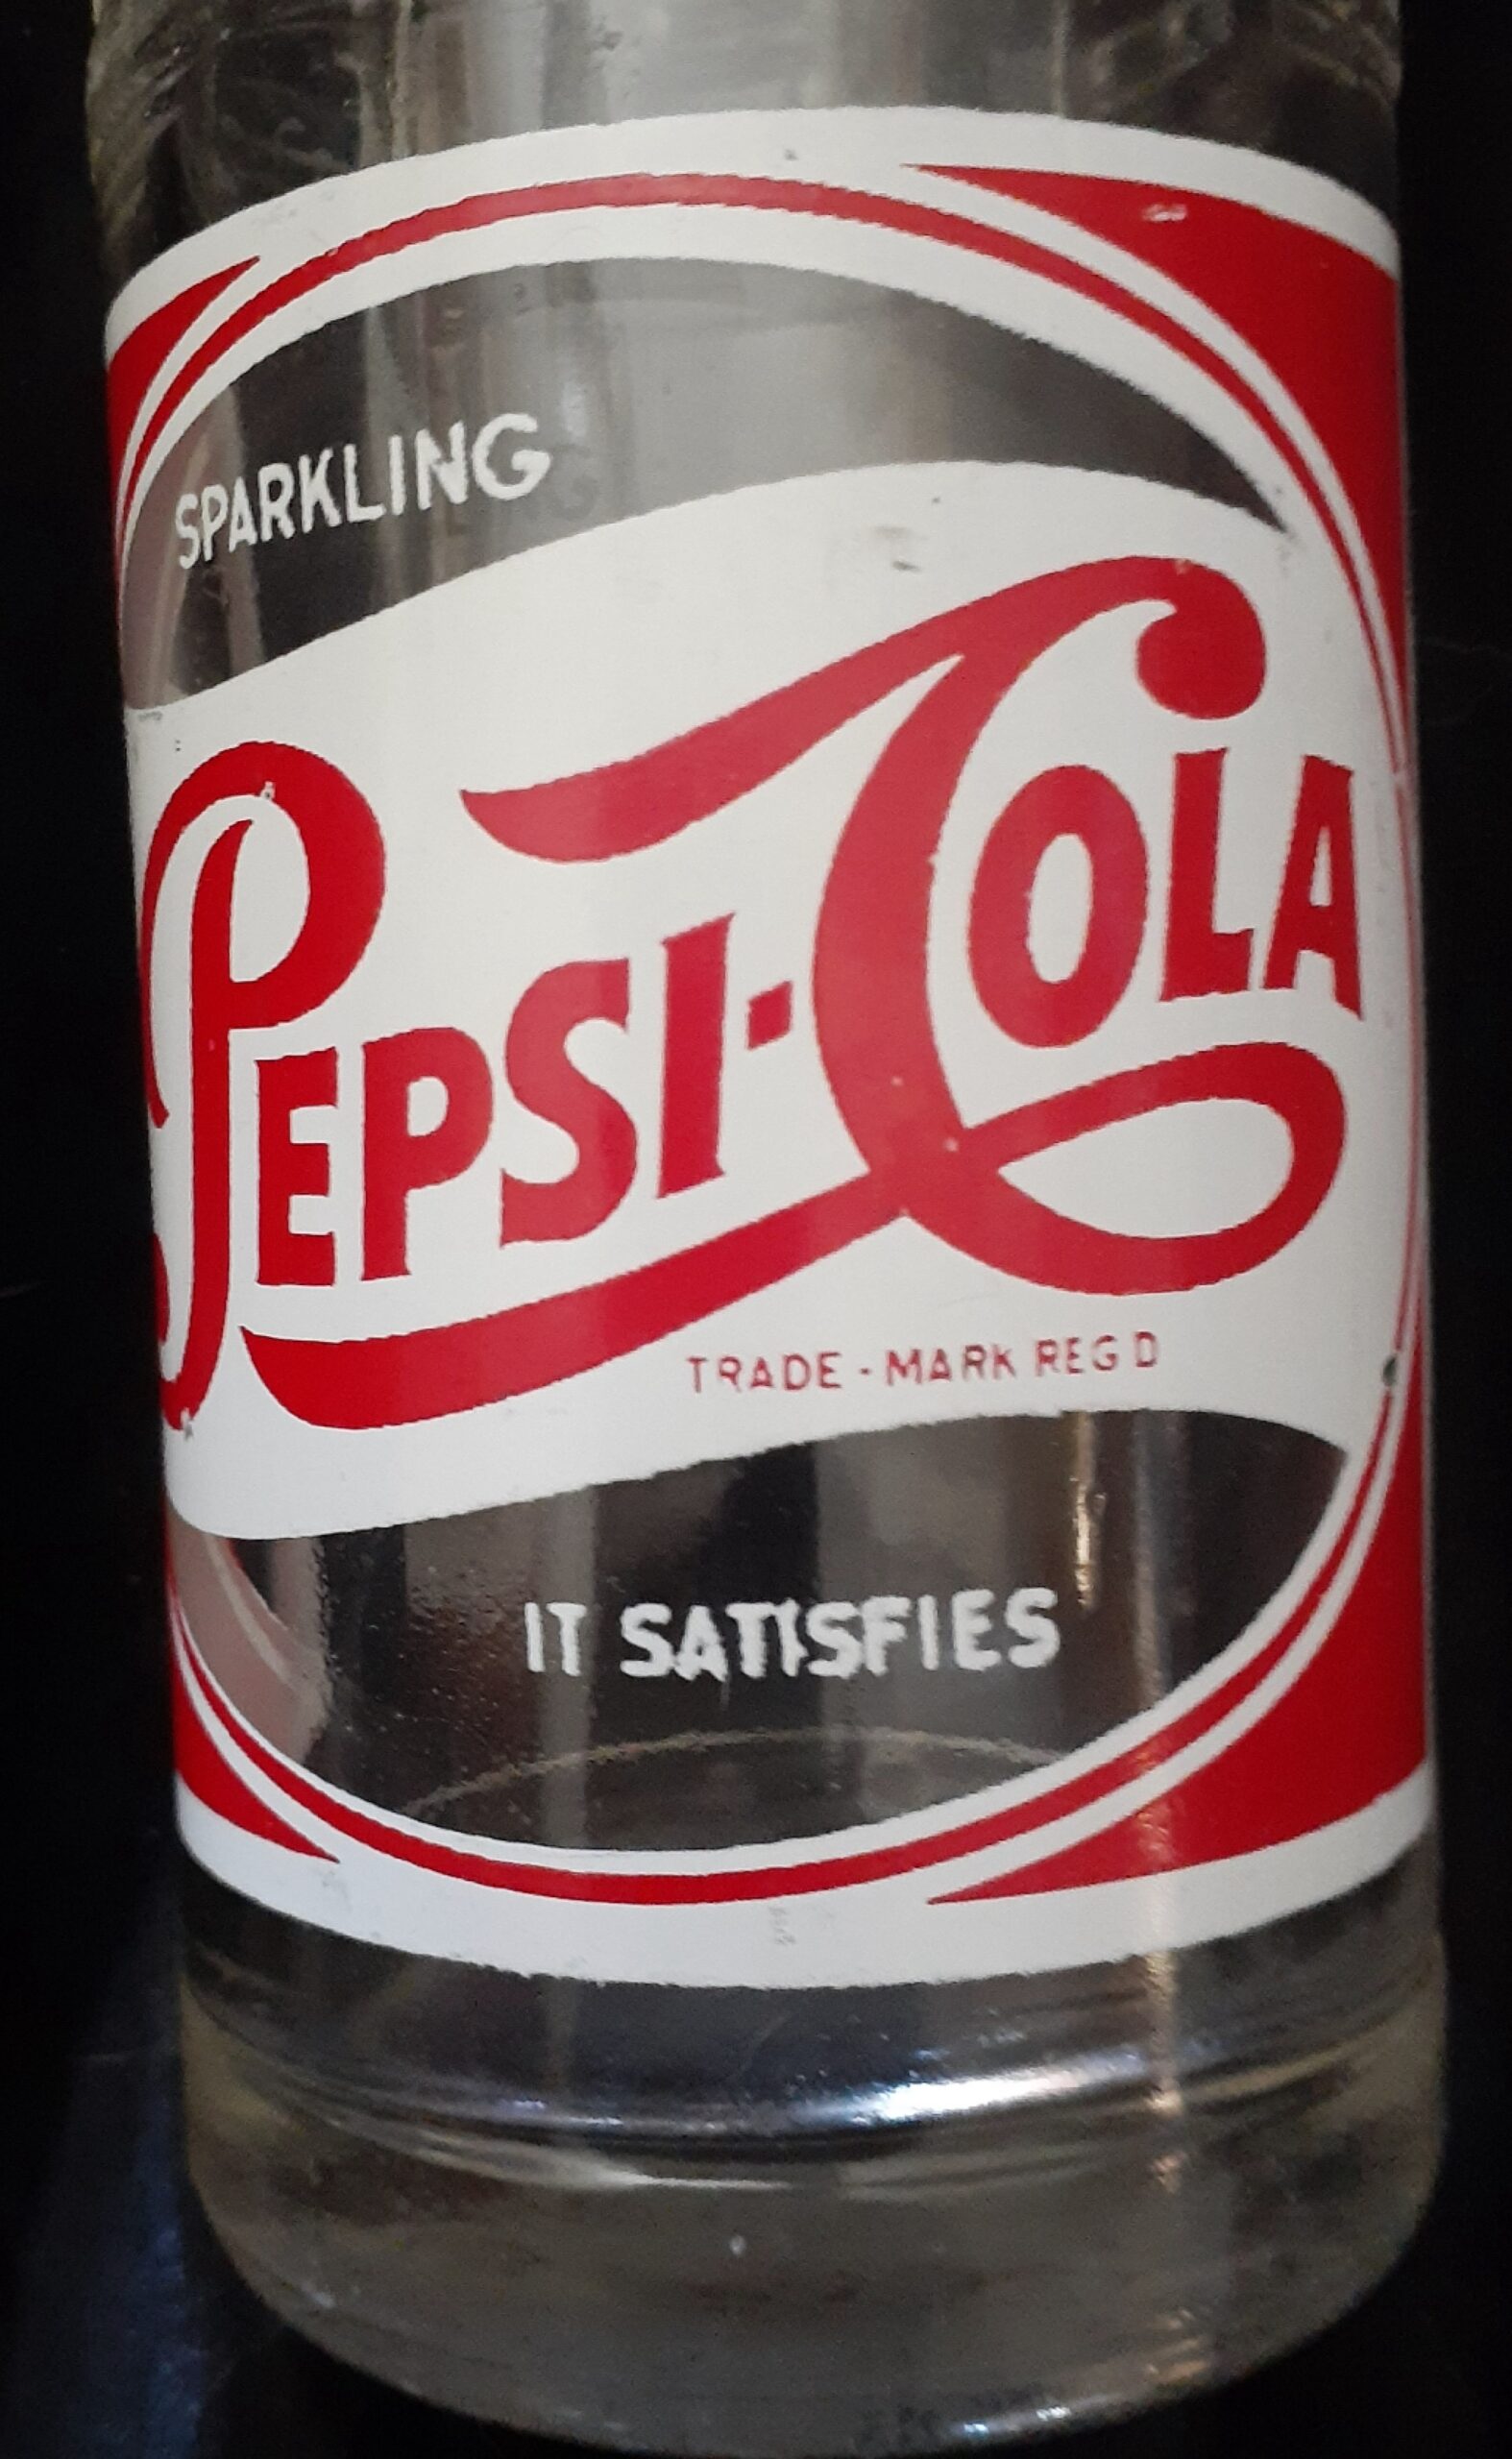 SPARKLING
PEPSI-COLA
TRADE-MARK REG D
IT SATISFIES